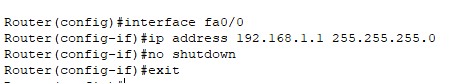 Router(config)#interface fa0/0
Router(config-if)#ip address 192.168.1.1 255.255.255.0
Router(config-if)#no shutdown
Router(config-if)#exit